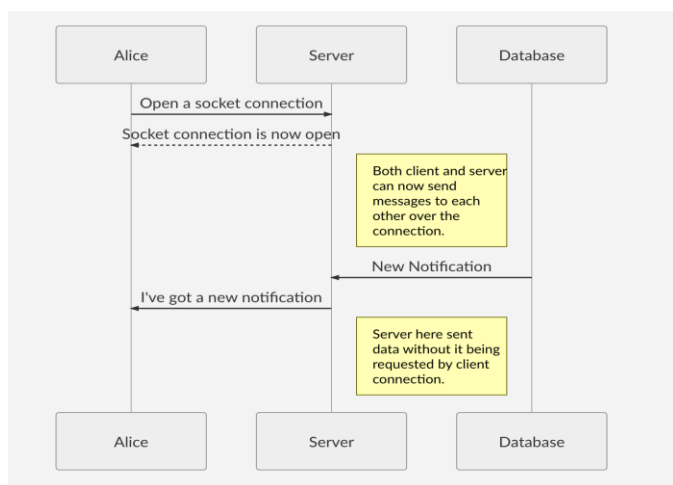 Alice
Server
Database
Open a socket connection
Socket connection is now open
Both client and server
can now send
messages to each
other over the
connection.
New Notification
I've got a new notification
Server here sent
data without it being
requested by client
connection.
Alice
Server
Database